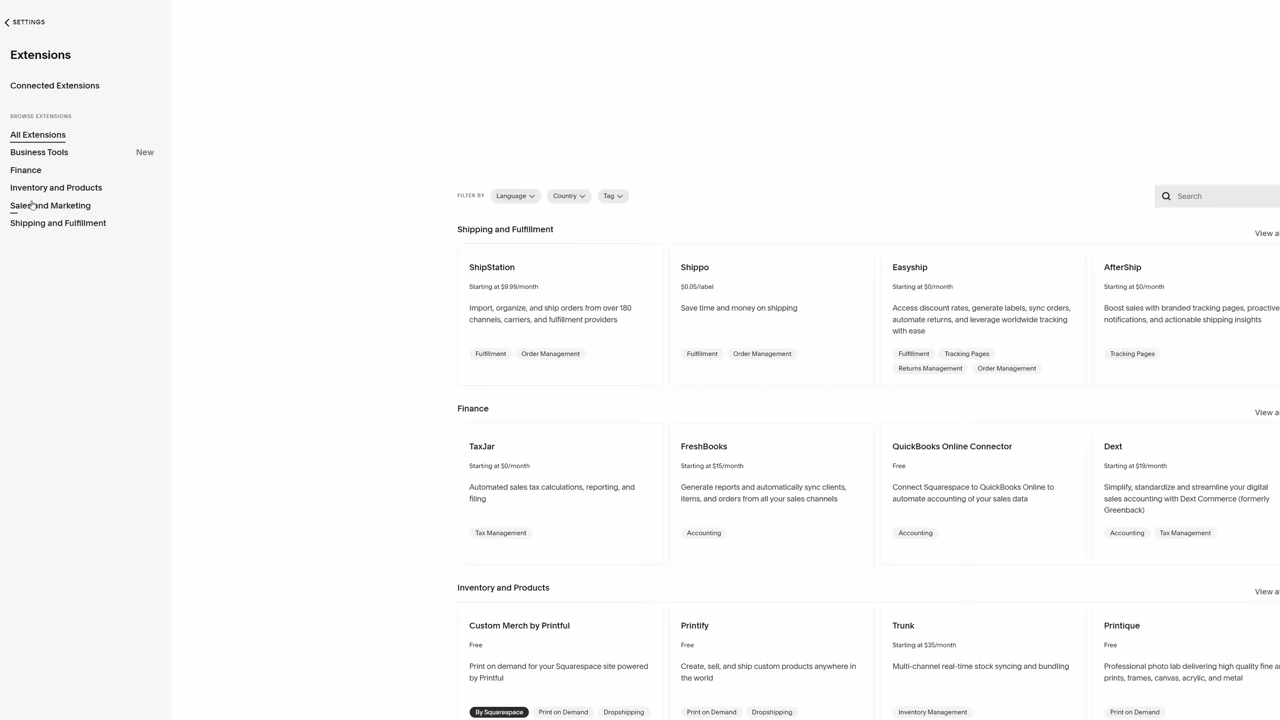 SETTINGS
Extensions
Connected Extensions
BROWSE EXTENSIONS
All Extensions
Business Tools New
Finance
Inventory and Products
Sales and Marketing
Shipping and Fulfillment
FILTER BY Language Country Tag Search
Shipping and Fulfillment View al
ShipStation
Starting at $9.99/month
Import, organize, and ship orders from over 180
channels, carriers, and fulfillment providers
Fulfillment Order Management
Shippo
$0.05/label
Save time and money on shipping
Fulfillment Order Management
Easyship
Starting at $0/month
Access discount rates, generate labels, sync orders,
automate returns, and leverage worldwide tracking
with ease
Fulfillment Tracking Pages
Returns Management Order Management
AfterShip
Starting at $0/month
Boost sales with branded tracking pages, proactive
notifications, and actionable shipping insights
Tracking Pages
Finance View al
TaxJar
Starting at $0/month
Automated sales tax calculations, reporting, and
filing
Tax Management
FreshBooks
Starting at $15/month
Generate reports and automatically sync clients,
items, and orders from all your sales channels
Accounting
QuickBooks Online Connector
Free
Connect Squarespace to QuickBooks Online to
automate accounting of your sales data
Accounting
Dext
Starting at $19/month
Simplify, standardize and streamline your digital
sales accounting with Dext Commerce (formerly
Greenback)
Accounting Tax Management
Inventory and Products View al
Custom Merch by Printful
Free
Print on demand for your Squarespace site powered
by Printful
By Squarespace Print on Demand Dropshipping
Printify
Free
Create, sell, and ship custom products anywhere in
the world
Print on Demand Dropshipping
Trunk
Starting at $35/month
Multi-channel real-time stock syncing and bundling
Inventory Management
Printique
Free
Professional photo lab delivering high quality fine a
prints, frames, canvas, acrylic, and metal
Print on Demand